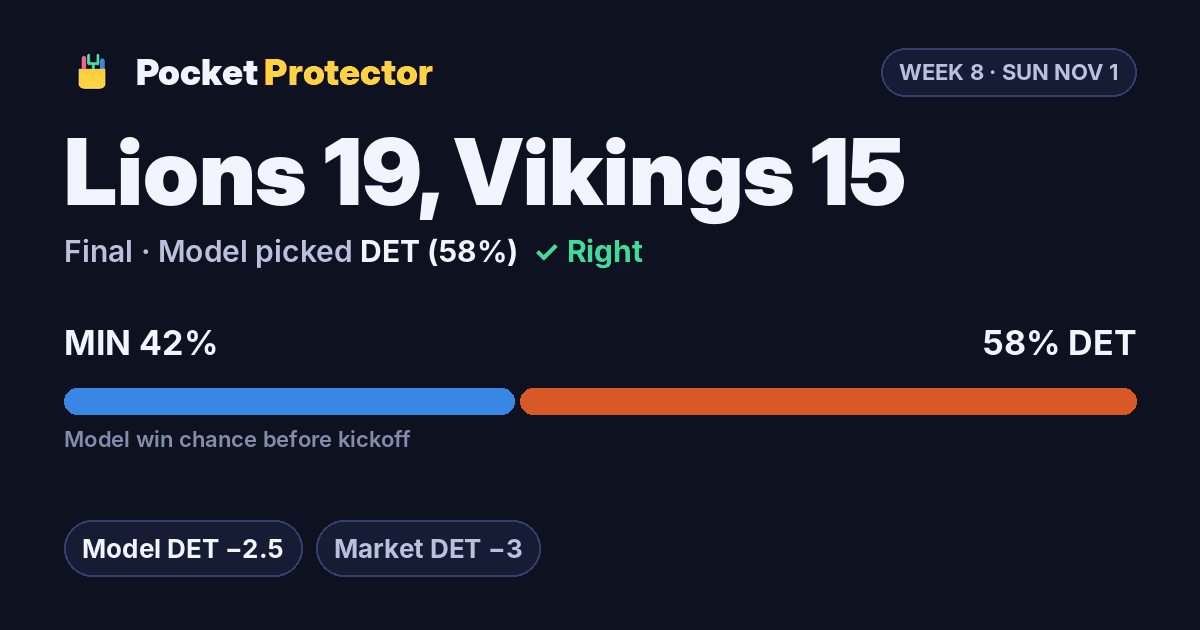 Pocket Protector
WEEK 8 · SUN NOV 1
Lions 19, Vikings 15
Final · Model picked DET (58%) ✓ Right
MIN 42%
58% DET
Model win chance before kickoff
Model DET −2.5
Market DET −3